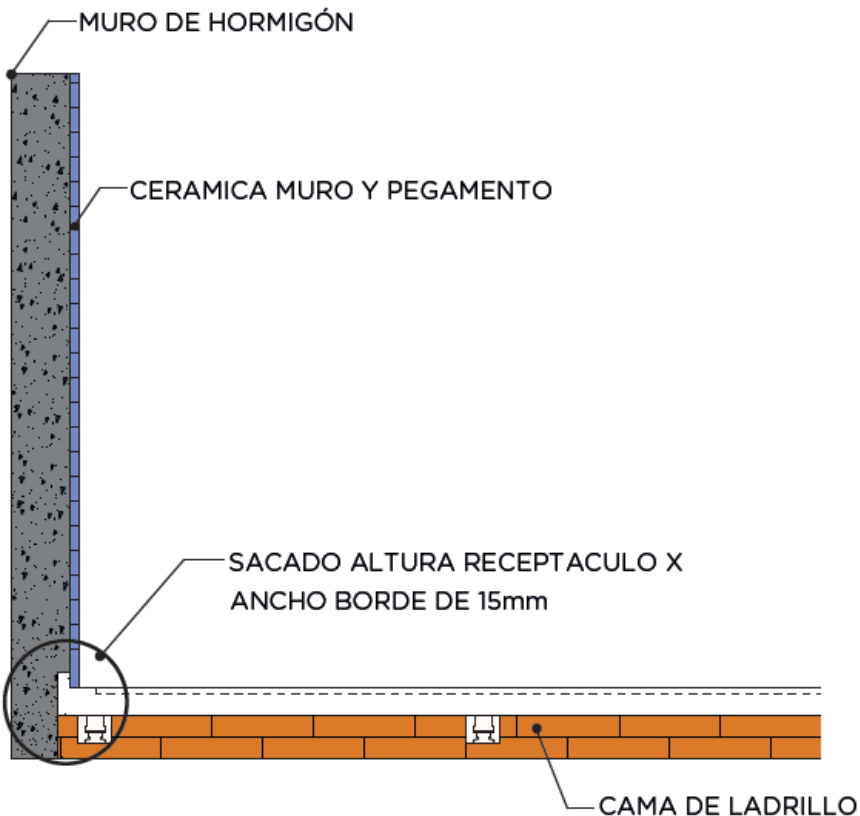 MURO DE HORMIGÓN
CERAMICA MURO Y PEGAMENTO
SACADO ALTURA RECEPTACULO X
ANCHO BORDE DE 15mm
CAMA DE LADRILLO